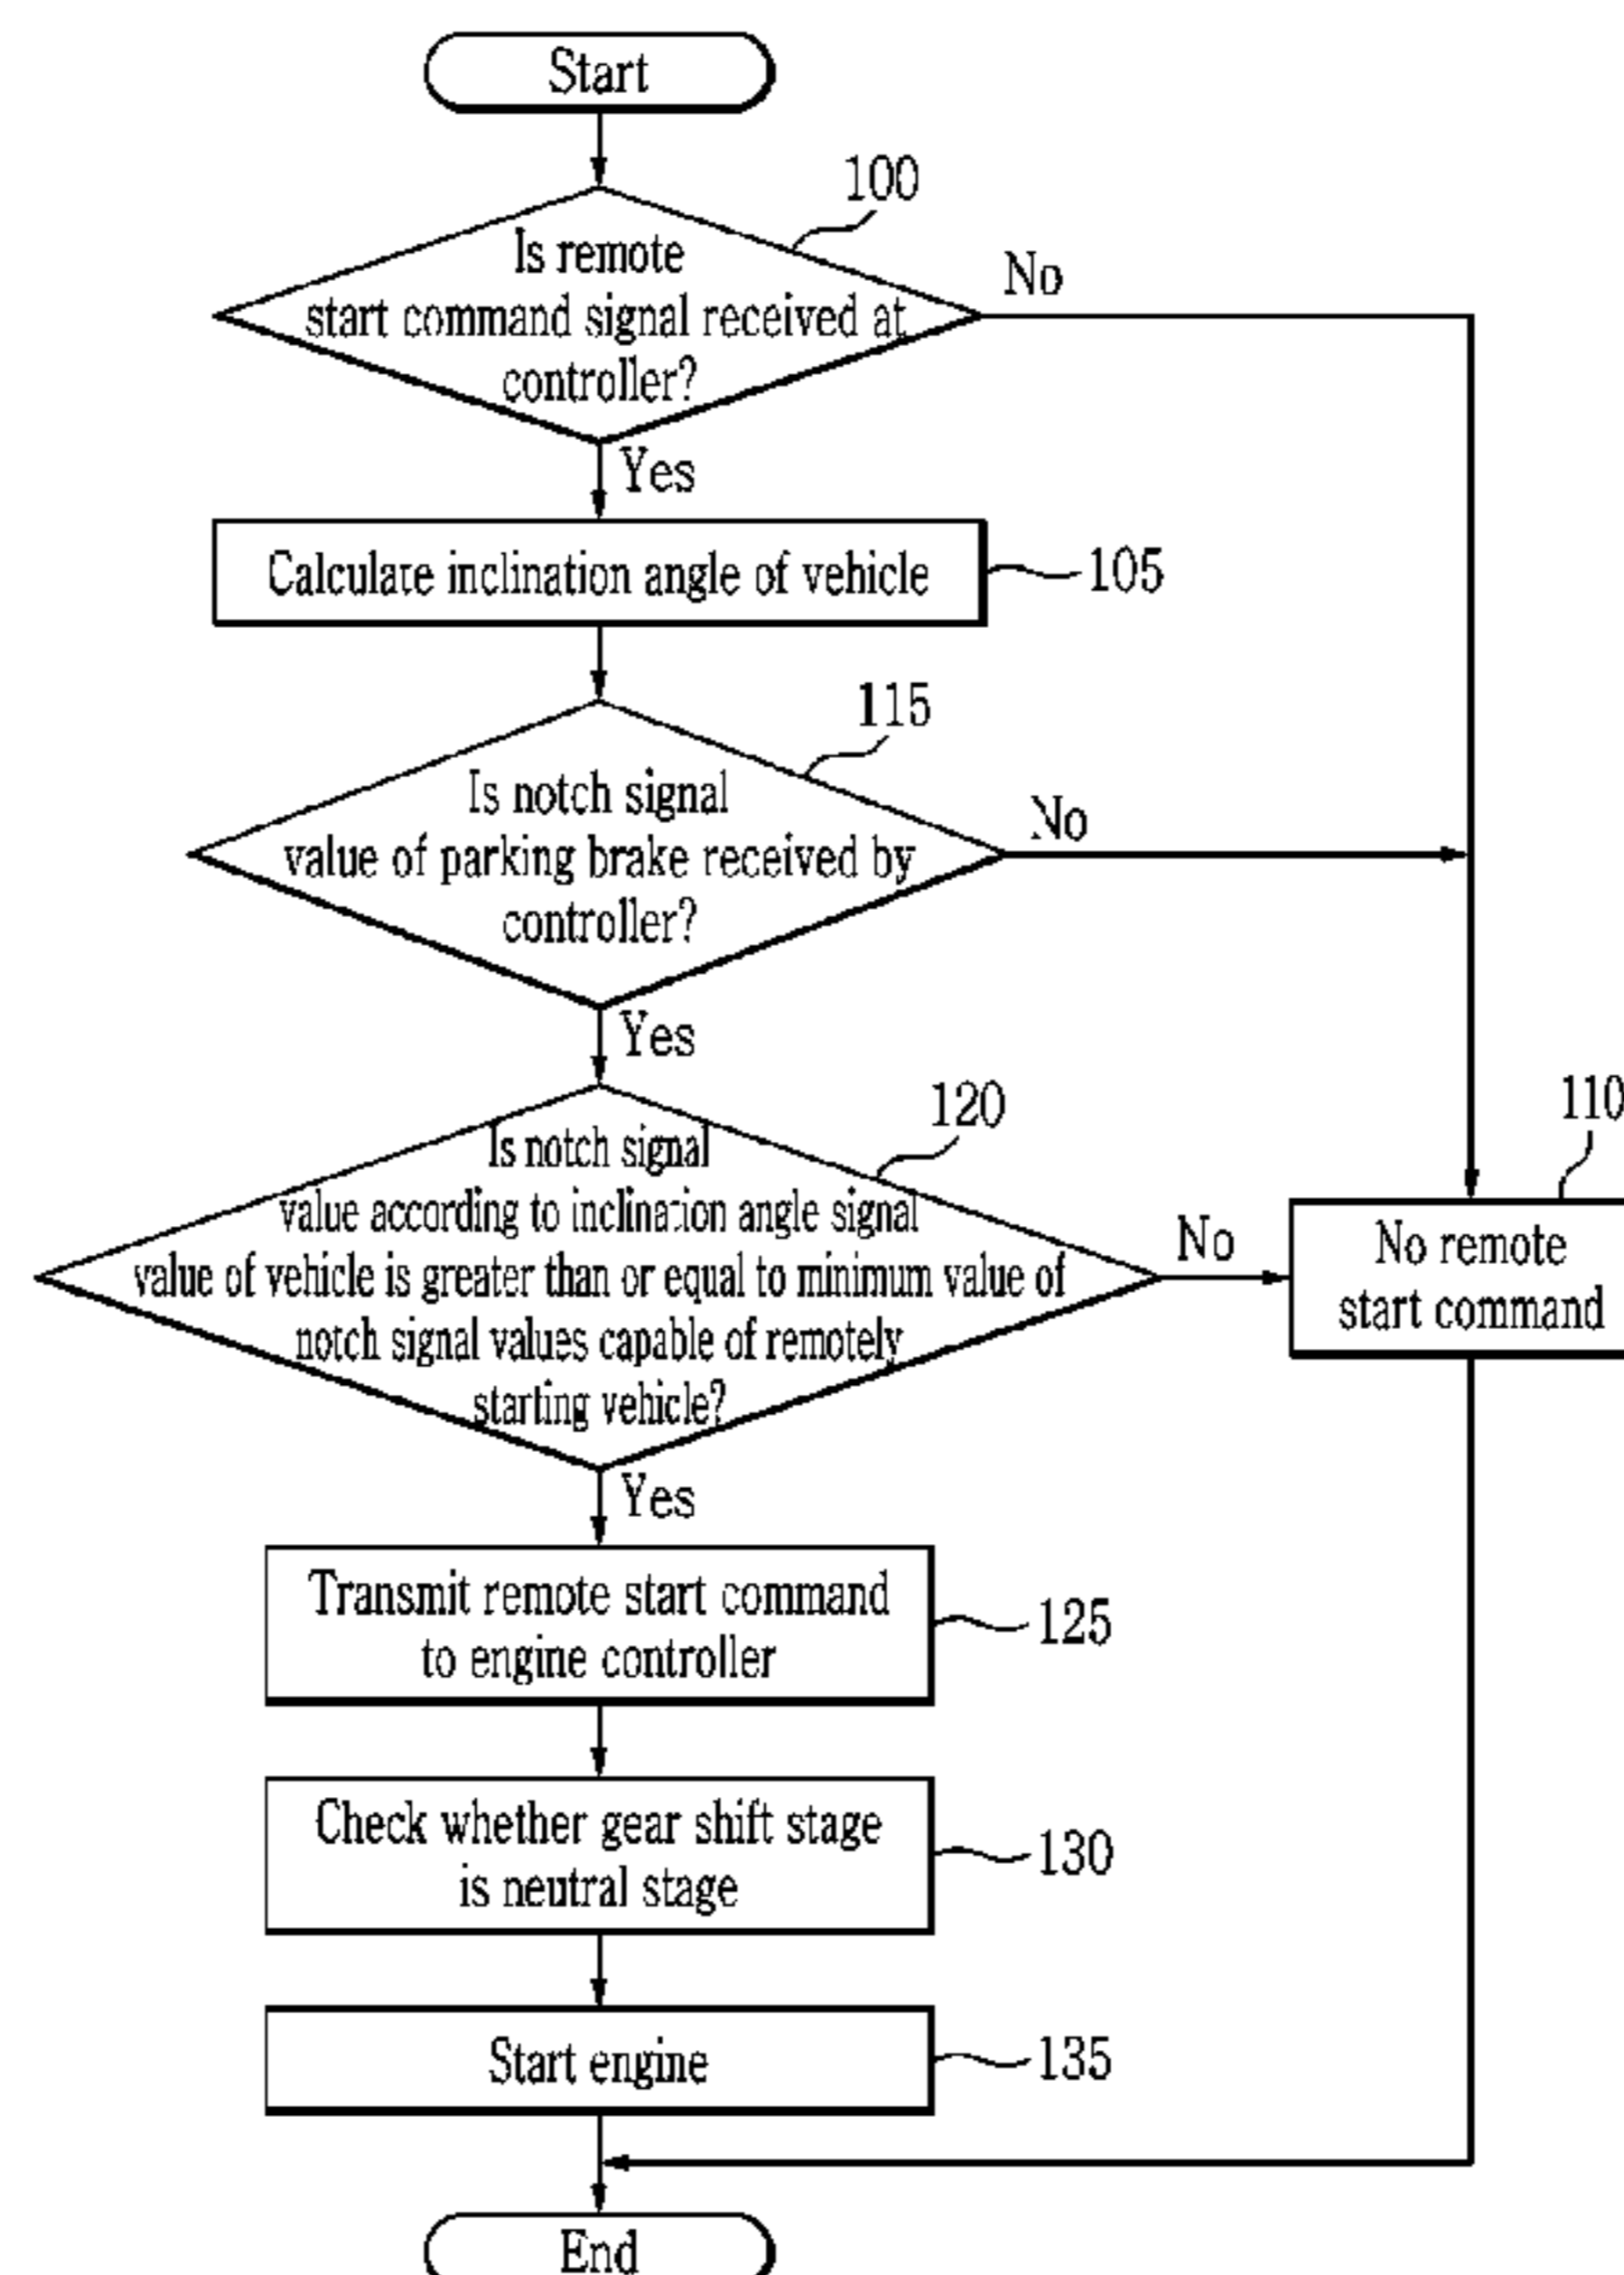 Start
100
Is remote
start command signal received at
controller?
No
Yes
Calculate inclination angle of vehicle
105
115
Is notch signal
value of parking brake received by
controller?
No
Yes
120
Is notch signal
value according to inclination angle signal
value of vehicle is greater than or equal to minimum value of
notch signal values capable of remotely
starting vehicle?
No
110
No remote
start command
Yes
Transmit remote start command
to engine controller
125
Check whether gear shift stage
is neutral stage
130
Start engine
135
End